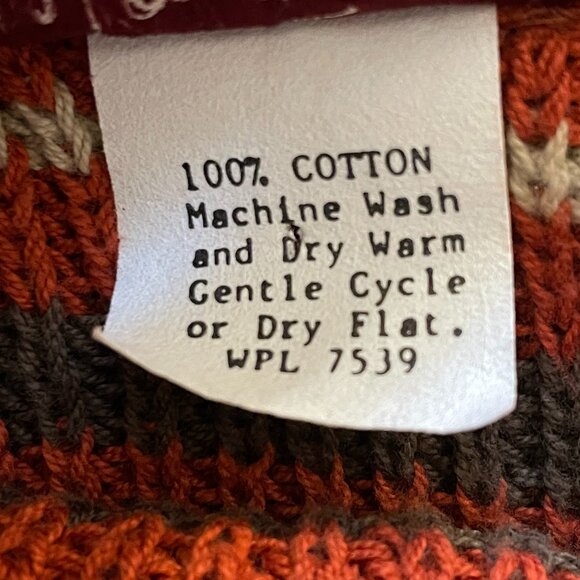 100% COTTON
Machine Wash
and Dry Warm
Gentle Cycle
or Dry Flat.
WPL 7539